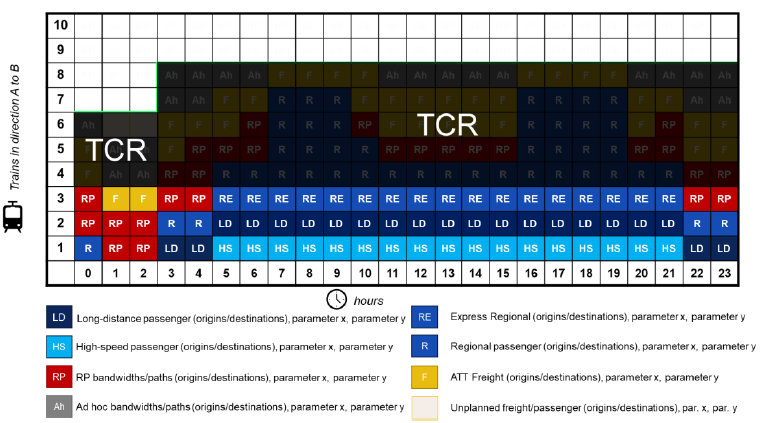 10
9
8 Ah Ah Ah Ah F F F F Ah Ah Ah Ah Ah F F F F Ah Ah Ah Ah
7 Ah Ah F F R R R F F F F F F R R R R F F Ah Ah
6 Ah F F F RP R R R RP F TCR R R R R F RP F F
5 TCR F RP RP RP R R R R RP RP RP RP RP R R R R RP RP F F
4 F Ah Ah RP RP R R R R R R R R R R R R R R R R R RP RP
3 RP F F RP RP RE RE RE RE RE RE RE RE RE RE RE RE RE RE RE RE RE RP RP
2 RP RP RP R R LD LD LD LD LD LD LD LD LD LD LD LD LD LD LD LD LD R R
1 R RP RP LD LD HS HS HS HS HS HS HS HS HS HS HS HS HS HS HS HS HS LD LD
0 1 2 3 4 5 6 7 8 9 10 11 12 13 14 15 16 17 18 19 20 21 22 23
Trains in direction A to B
hours
LD Long-distance passenger (origins/destinations), parameter x, parameter y
HS High-speed passenger (origins/destinations), parameter x, parameter y
RP RP bandwidths/paths (origins/destinations), parameter x, parameter y
Ah Ad hoc bandwidths/paths (origins/destinations), parameter x, parameter y
RE Express Regional (origins/destinations), parameter x, parameter y
R Regional passenger (origins/destinations), parameter x, parameter y
F ATT Freight (origins/destinations), parameter x, parameter y
Unplanned freight/passenger (origins/destinations), par. x, par. y